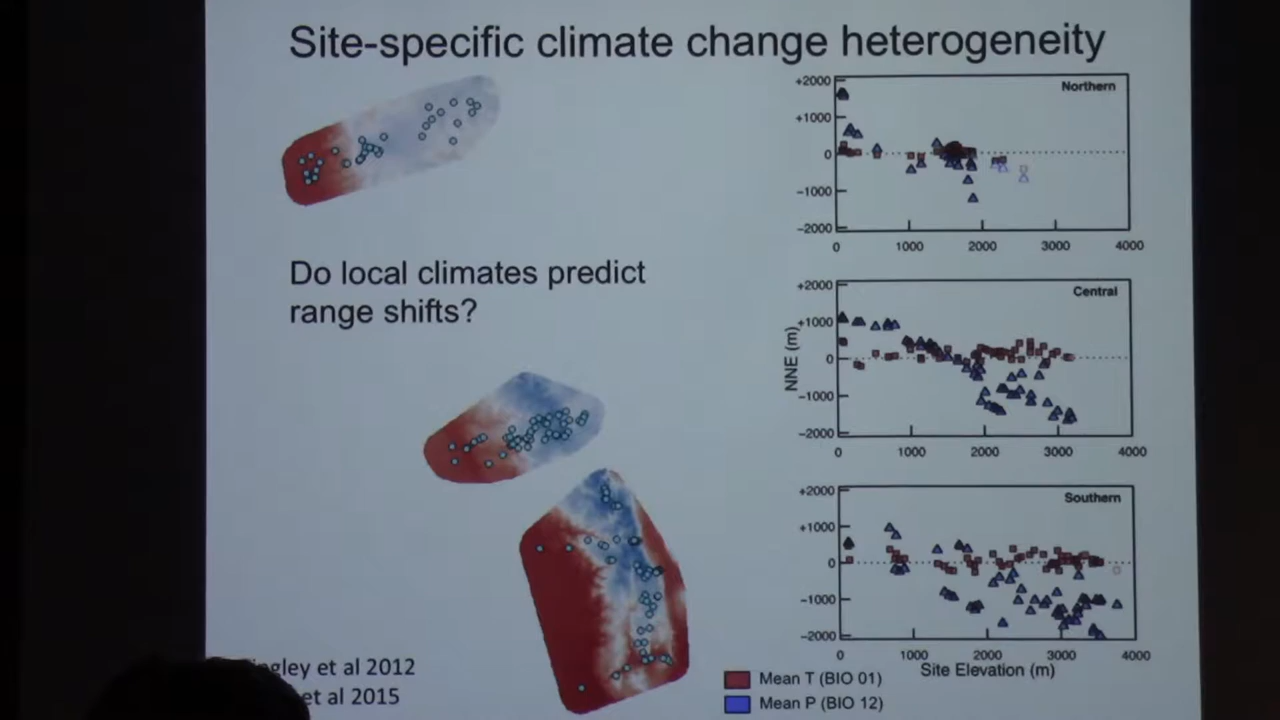 Site-specific climate change heterogeneity
Do local climates predict
range shifts?
et al 2012
et al 2015
Northern
+2000
+1000
0
−1000
−2000
0 1000 2000 3000 4000
Central
+2000
+1000
0
−1000
−2000
0 1000 2000 3000 4000
NNE (m)
Southern
+2000
+1000
0
−1000
−2000
0 1000 2000 3000 4000
Site Elevation (m)
Mean T (BIO 01)
Mean P (BIO 12)